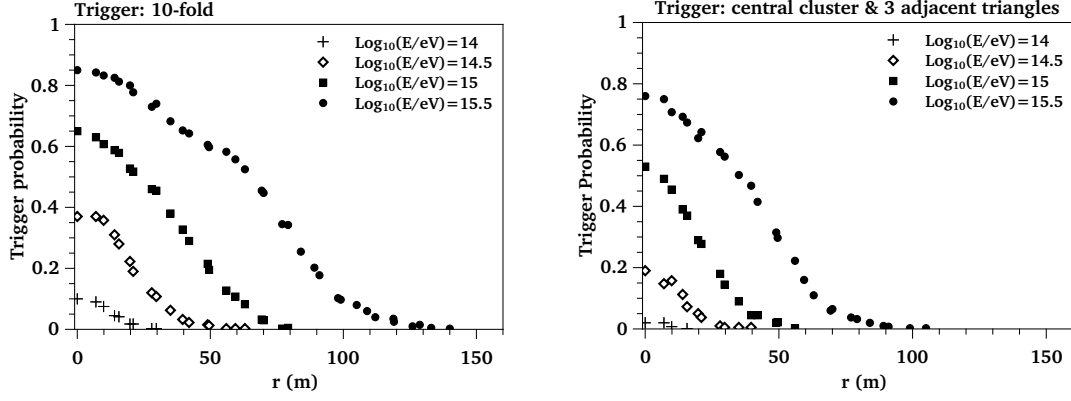 Trigger: 10-fold
Trigger probability
1
0.8
0.6
0.4
0.2
0
0
50
100
150
r (m)
Log₁₀(E/eV)=14
Log₁₀(E/eV)=14.5
Log₁₀(E/eV)=15
Log₁₀(E/eV)=15.5
Trigger: central cluster & 3 adjacent triangles
Trigger Probability
1
0.8
0.6
0.4
0.2
0
0
50
100
150
r (m)
Log₁₀(E/eV)=14
Log₁₀(E/eV)=14.5
Log₁₀(E/eV)=15
Log₁₀(E/eV)=15.5